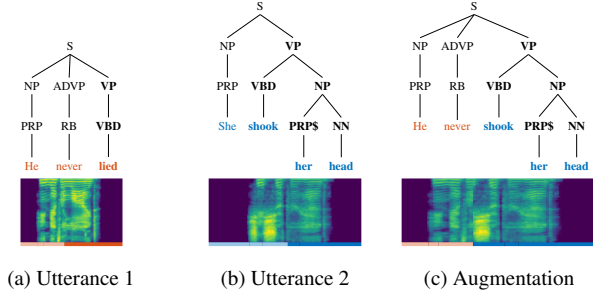 S
NP ADVP VP
PRP RB VBD
He never lied
(a) Utterance 1
S
NP VP
PRP VBD NP
She shook PRP$ NN
her head
(b) Utterance 2
S
NP ADVP VP
PRP RB VBD NP
He never shook PRP$ NN
her head
(c) Augmentation